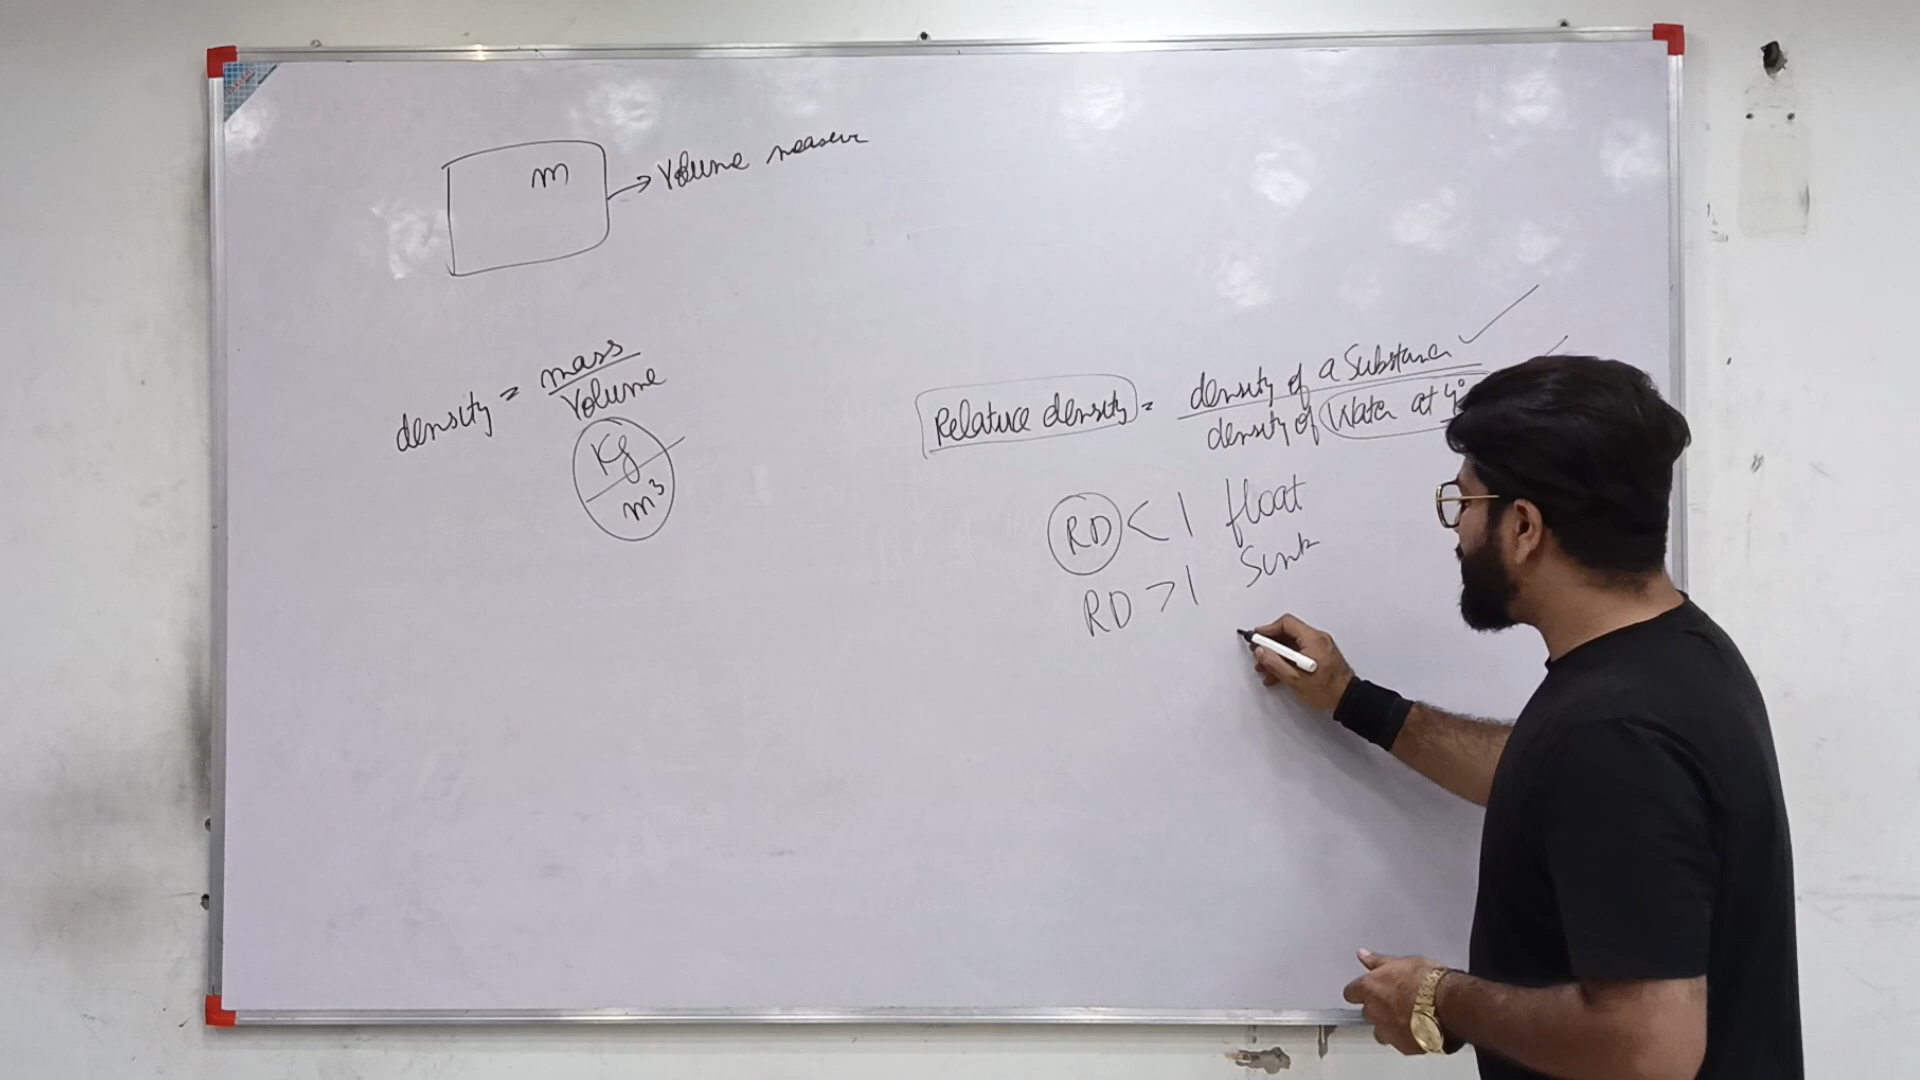 m
Volume measure
density = mass
Volume
Kg
m³
Relative density = density of a Substance
density of Water at 4°
RD < 1 float
RD > 1 Sink